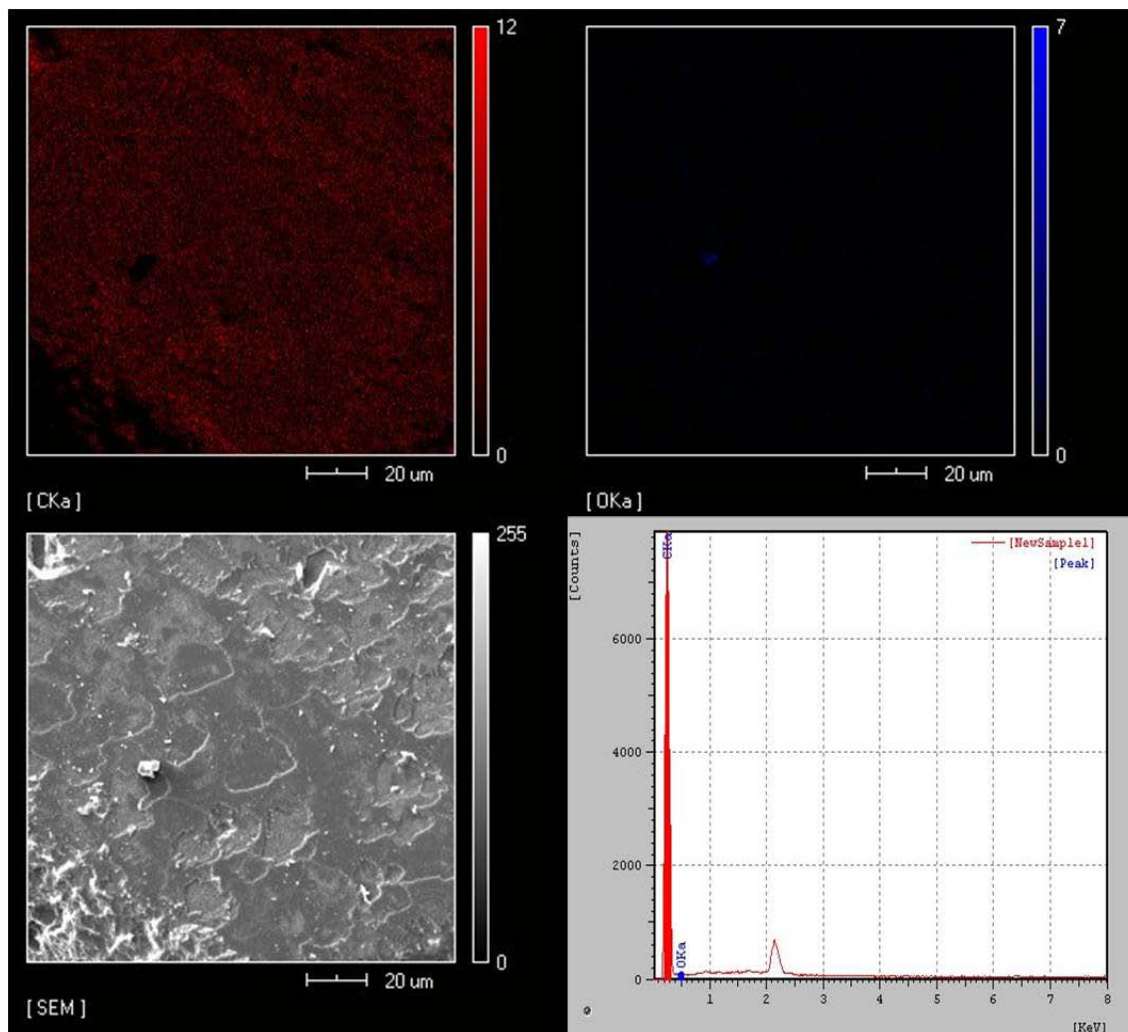 12
0
20 um
[ CKa ]
7
0
20 um
[ OKa ]
255
0
20 um
[ SEM ]
[Counts]
CKa
[NewSample1]
[Peak]
6000
4000
2000
0
OKa
1 2 3 4 5 6 7 8
[KeV]